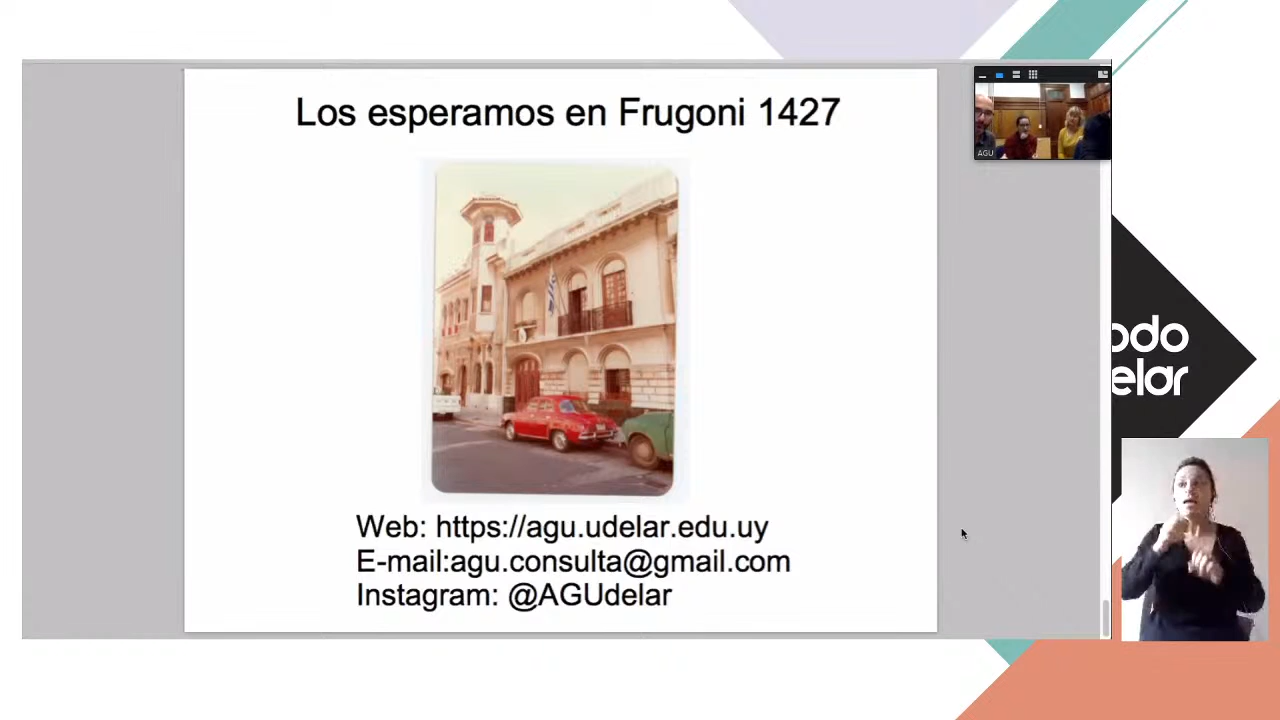 Los esperamos en Frugoni 1427
AGU
odo
elar
Web: https://agu.udelar.edu.uy
E-mail:agu.consulta@gmail.com
Instagram: @AGUdelar